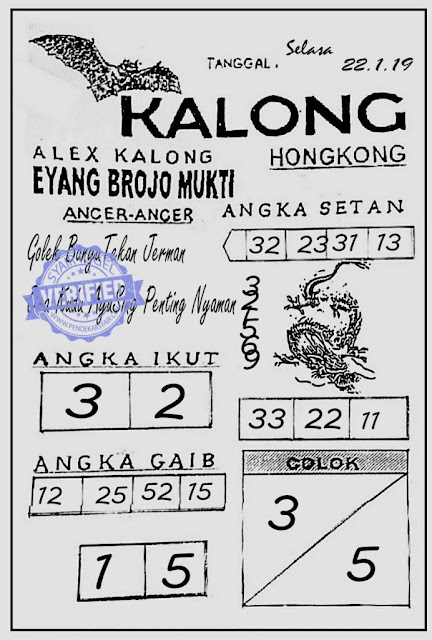 TANGGAL. Selasa 22.1.19
KALONG
ALEX KALONG HONGKONG
EYANG BROJO MUKTI
ANCER-ANCER
ANGKA SETAN
32 23 31 13
Golek Banyu Tekan Jerman
VERIFIED
Penting Nyaman
3
2
5
6
9
ANGKA IKUT
3 2
33 22 11
ANGKA GAIB
12 25 52 15
COLOK
3
5
1 5